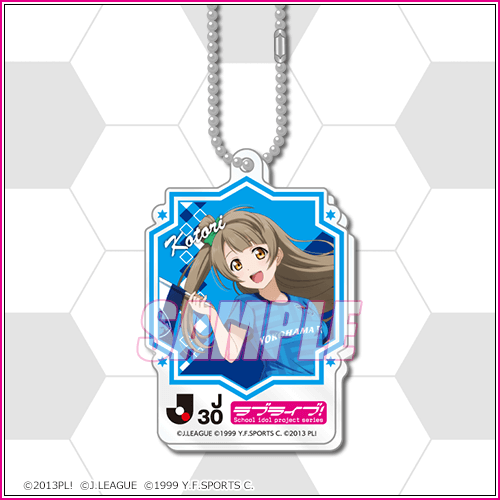 Kotori
YOKOHAMA
SAMPLE
J
30
ラブライブ!
School idol project series
©J.LEAGUE ©1999 Y.F.SPORTS C. ©2013 PL!
©2013PL! ©J.LEAGUE ©1999 Y.F.SPORTS C.